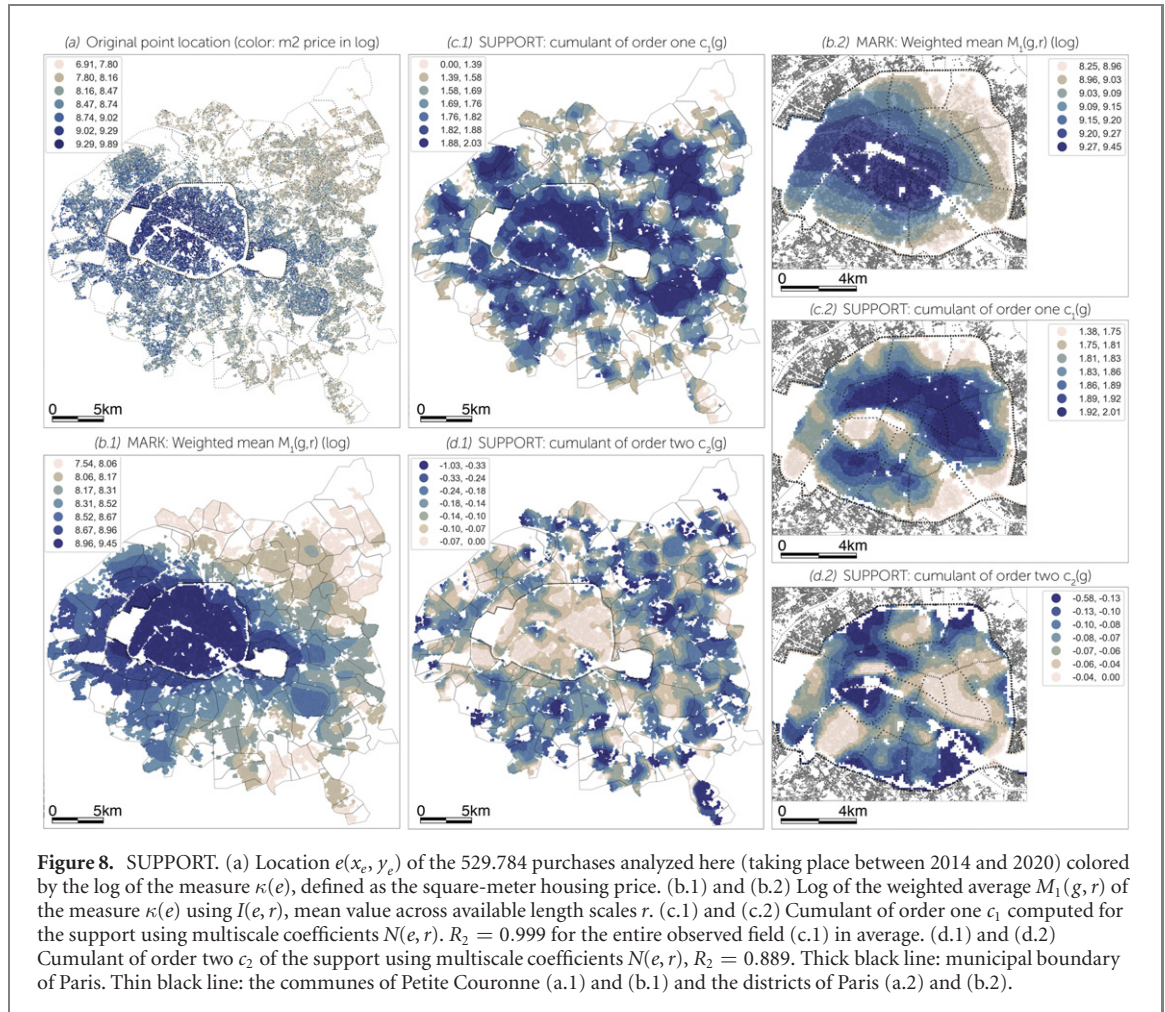 (a) Original point location (color: m2 price in log)
6.91, 7.80
7.80, 8.16
8.16, 8.47
8.47, 8.74
8.74, 9.02
9.02, 9.29
9.29, 9.89
0 5km
(c.1) SUPPORT: cumulant of order one c₁(g)
0.00, 1.39
1.39, 1.58
1.58, 1.69
1.69, 1.76
1.76, 1.82
1.82, 1.88
1.88, 2.03
0 5km
(b.2) MARK: Weighted mean M₁(g,r) (log)
8.25, 8.96
8.96, 9.03
9.03, 9.09
9.09, 9.15
9.15, 9.20
9.20, 9.27
9.27, 9.45
0 4km
(c.2) SUPPORT: cumulant of order one c₁(g)
1.38, 1.75
1.75, 1.81
1.81, 1.83
1.83, 1.86
1.86, 1.89
1.89, 1.92
1.92, 2.01
0 4km
(b.1) MARK: Weighted mean M₁(g,r) (log)
7.54, 8.06
8.06, 8.17
8.17, 8.31
8.31, 8.52
8.52, 8.67
8.67, 8.96
8.96, 9.45
0 5km
(d.1) SUPPORT: cumulant of order two c₂(g)
-1.03, -0.33
-0.33, -0.24
-0.24, -0.18
-0.18, -0.14
-0.14, -0.10
-0.10, -0.07
-0.07, 0.00
0 5km
(d.2) SUPPORT: cumulant of order two c₂(g)
-0.58, -0.13
-0.13, -0.10
-0.10, -0.08
-0.08, -0.07
-0.07, -0.06
-0.06, -0.04
-0.04, 0.00
0 4km
Figure 8. SUPPORT. (a) Location e(xₑ, yₑ) of the 529.784 purchases analyzed here (taking place between 2014 and 2020) colored
by the log of the measure κ(e), defined as the square-meter housing price. (b.1) and (b.2) Log of the weighted average M₁(g, r) of
the measure κ(e) using I(e, r), mean value across available length scales r. (c.1) and (c.2) Cumulant of order one c₁ computed for
the support using multiscale coefficients N(e, r). R₂ = 0.999 for the entire observed field (c.1) in average. (d.1) and (d.2)
Cumulant of order two c₂ of the support using multiscale coefficients N(e, r), R₂ = 0.889. Thick black line: municipal boundary
of Paris. Thin black line: the communes of Petite Couronne (a.1) and (b.1) and the districts of Paris (a.2) and (b.2).